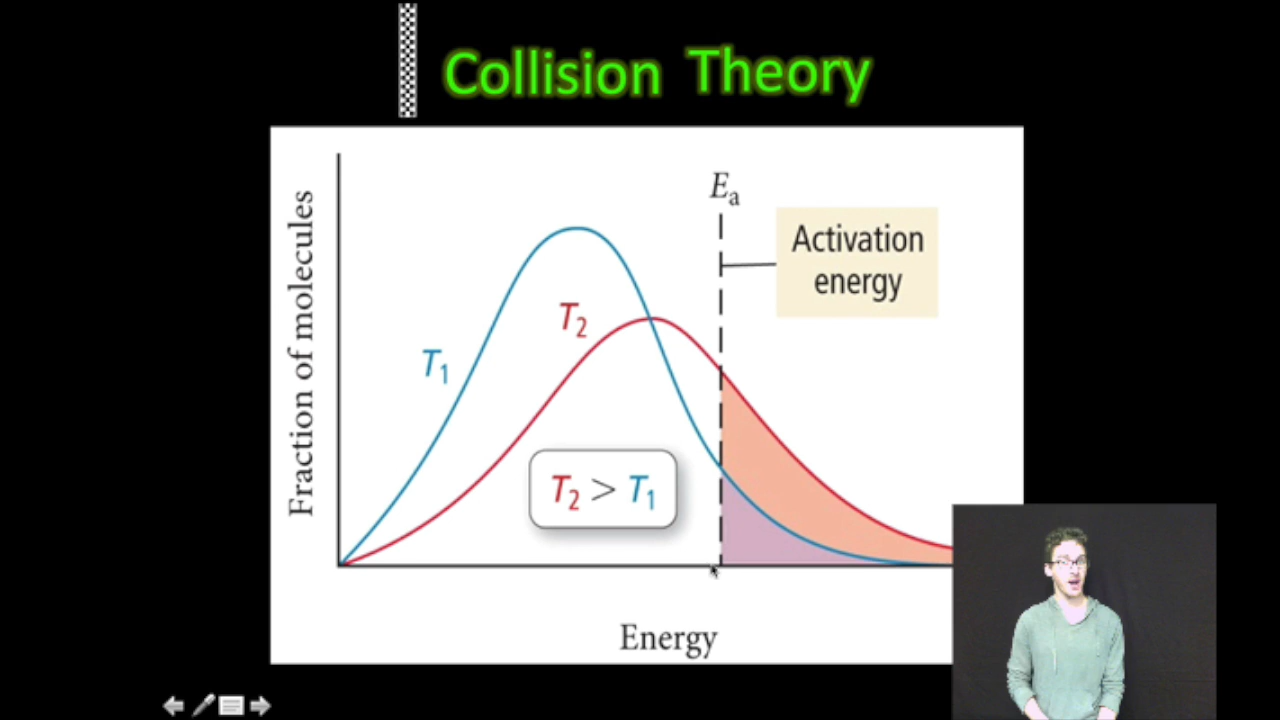 Collision Theory
Fraction of molecules
Eₐ
Activation
energy
T₂
T₁
T₂ > T₁
Energy